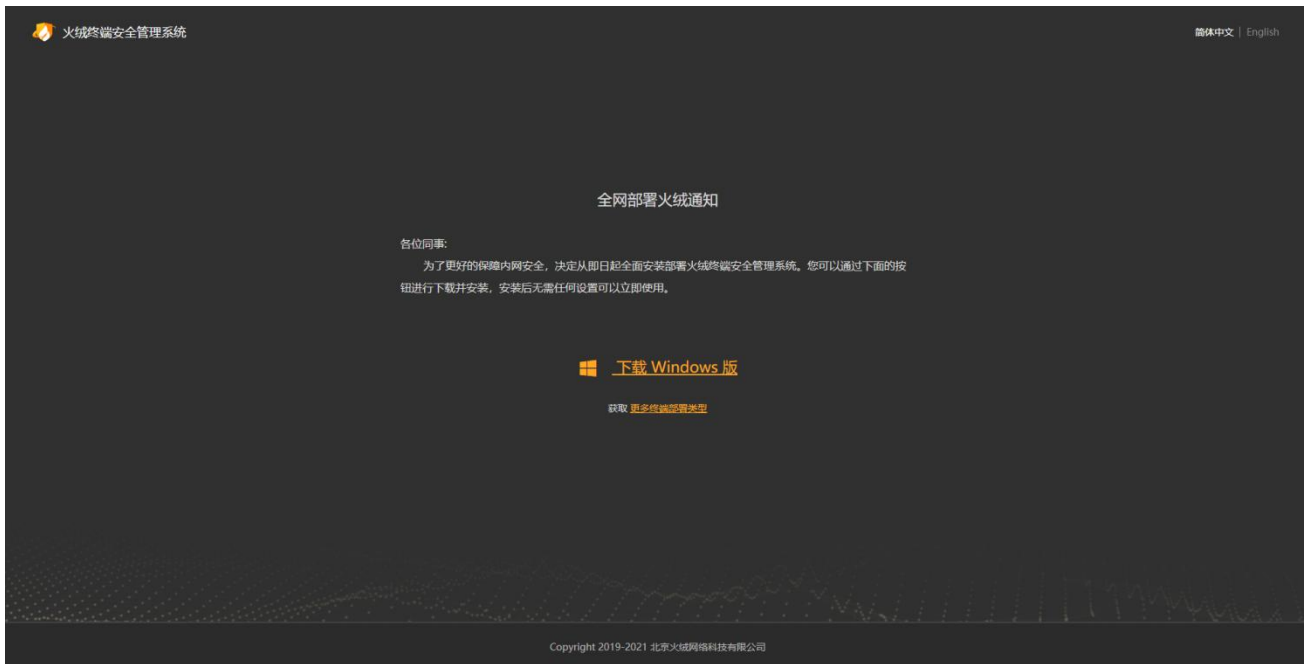 火绒终端安全管理系统
简体中文 | English
全网部署火绒通知
各位同事:
为了更好的保障内网安全，决定从即日起全面安装部署火绒终端安全管理系统。您可以通过下面的按
钮进行下载并安装，安装后无需任何设置可以立即使用。
下载 Windows 版
获取 更多终端部署类型
Copyright 2019-2021 北京火绒网络科技有限公司